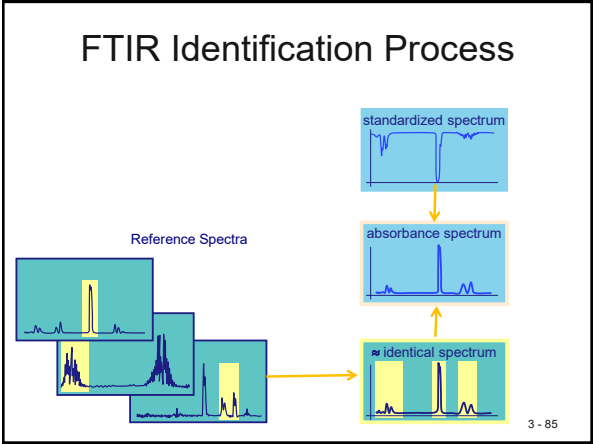 FTIR Identification Process
standardized spectrum
absorbance spectrum
Reference Spectra
≈ identical spectrum
3 - 85